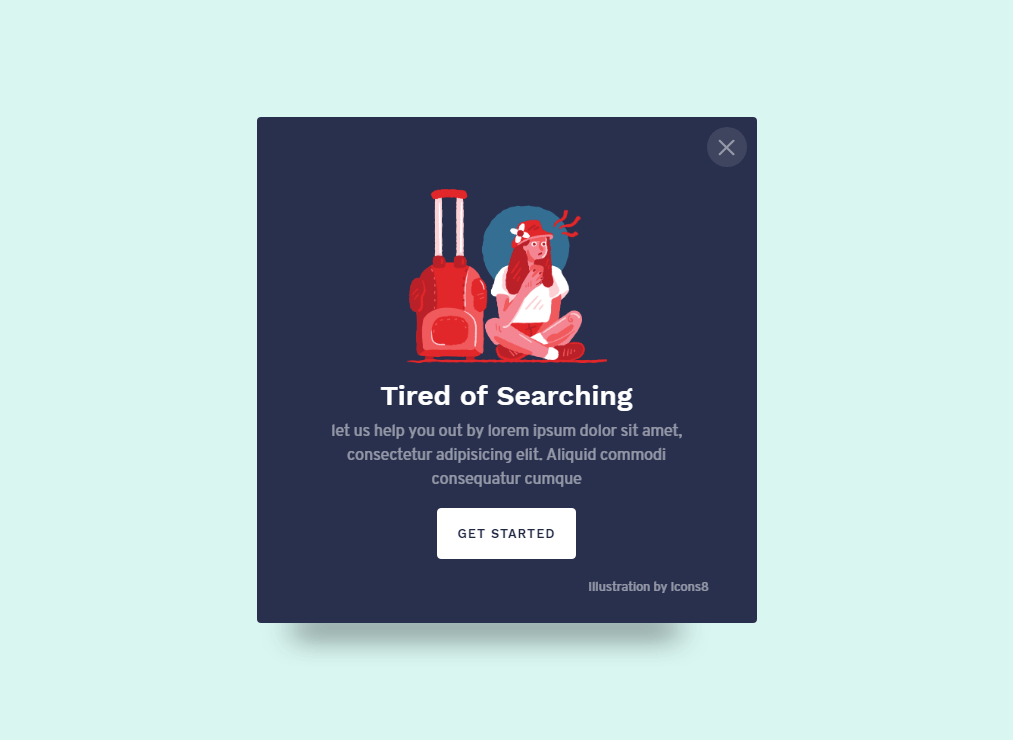 Tired of Searching
let us help you out by lorem ipsum dolor sit amet,
consectetur adipisicing elit. Aliquid commodi
consequatur cumque
GET STARTED
Illustration by Icons8